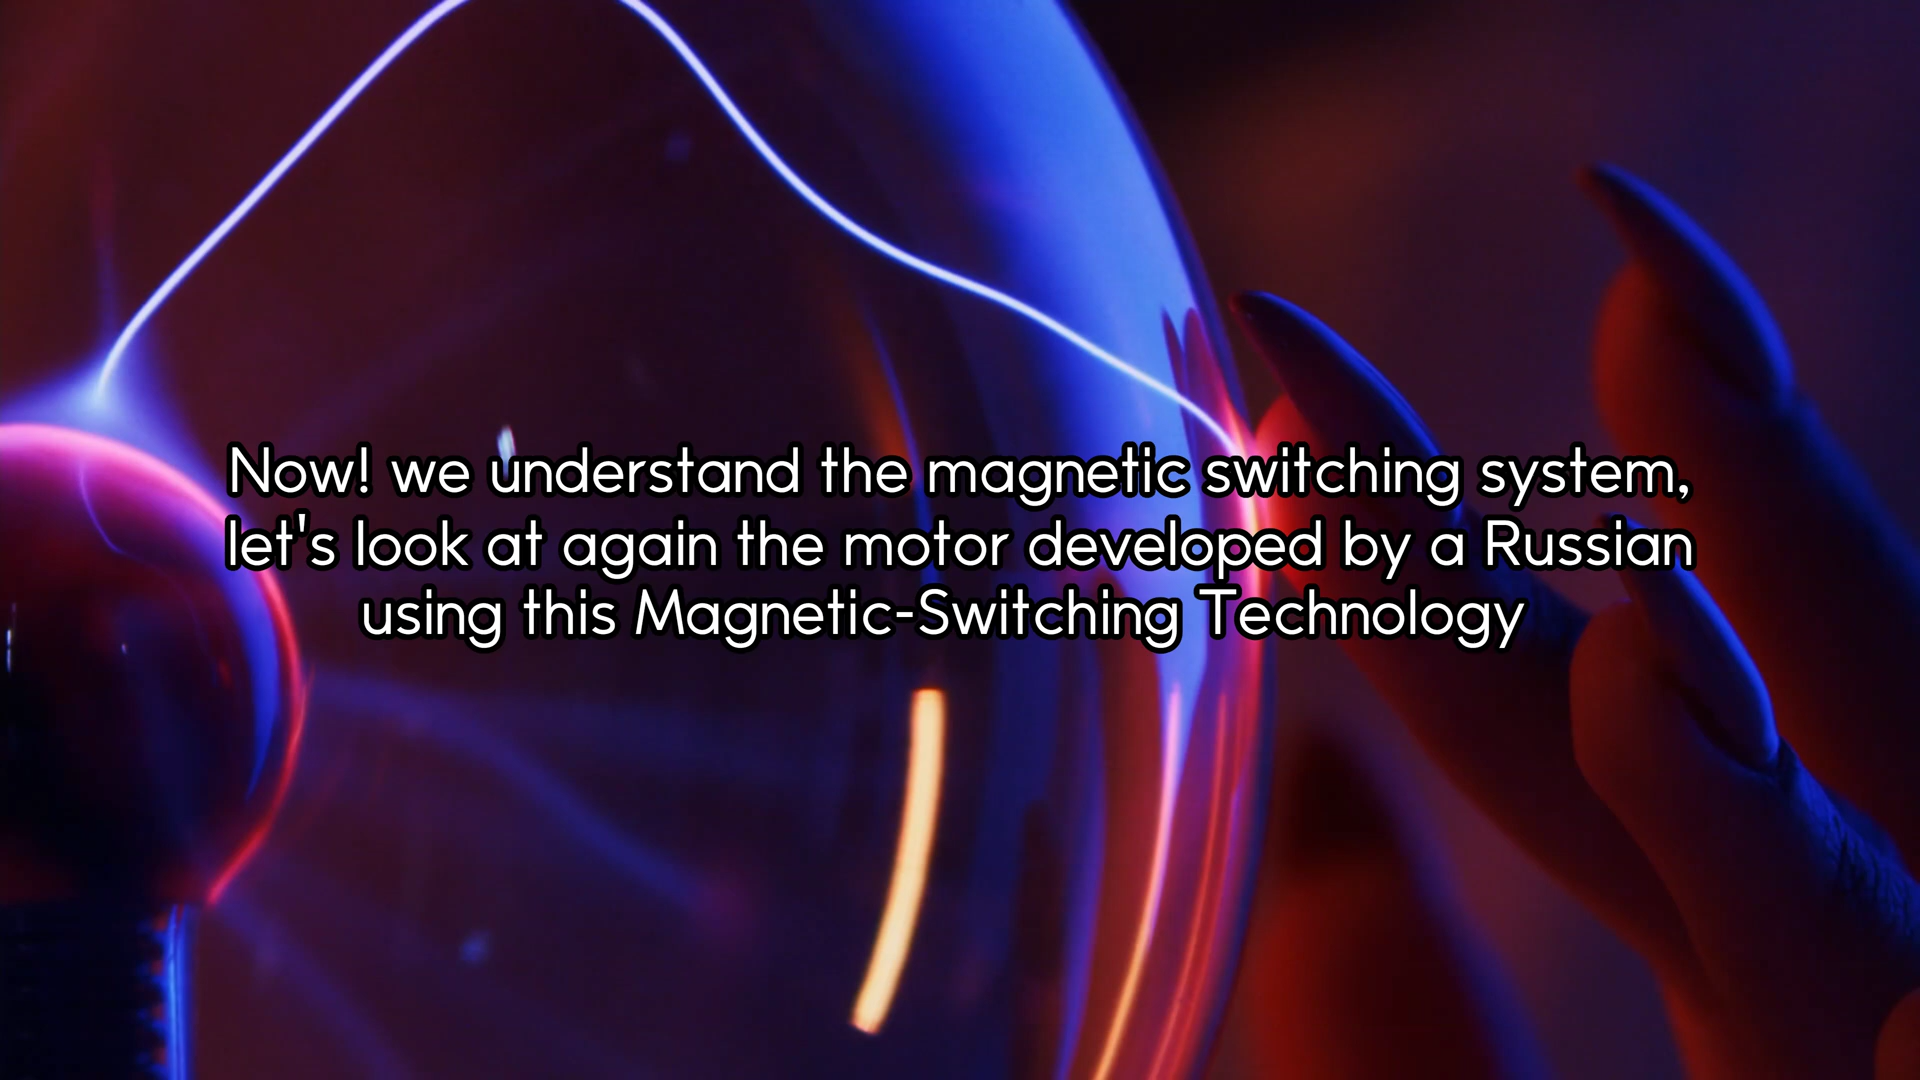 Now! we understand the magnetic switching system,
let's look at again the motor developed by a Russian
using this Magnetic-Switching Technology